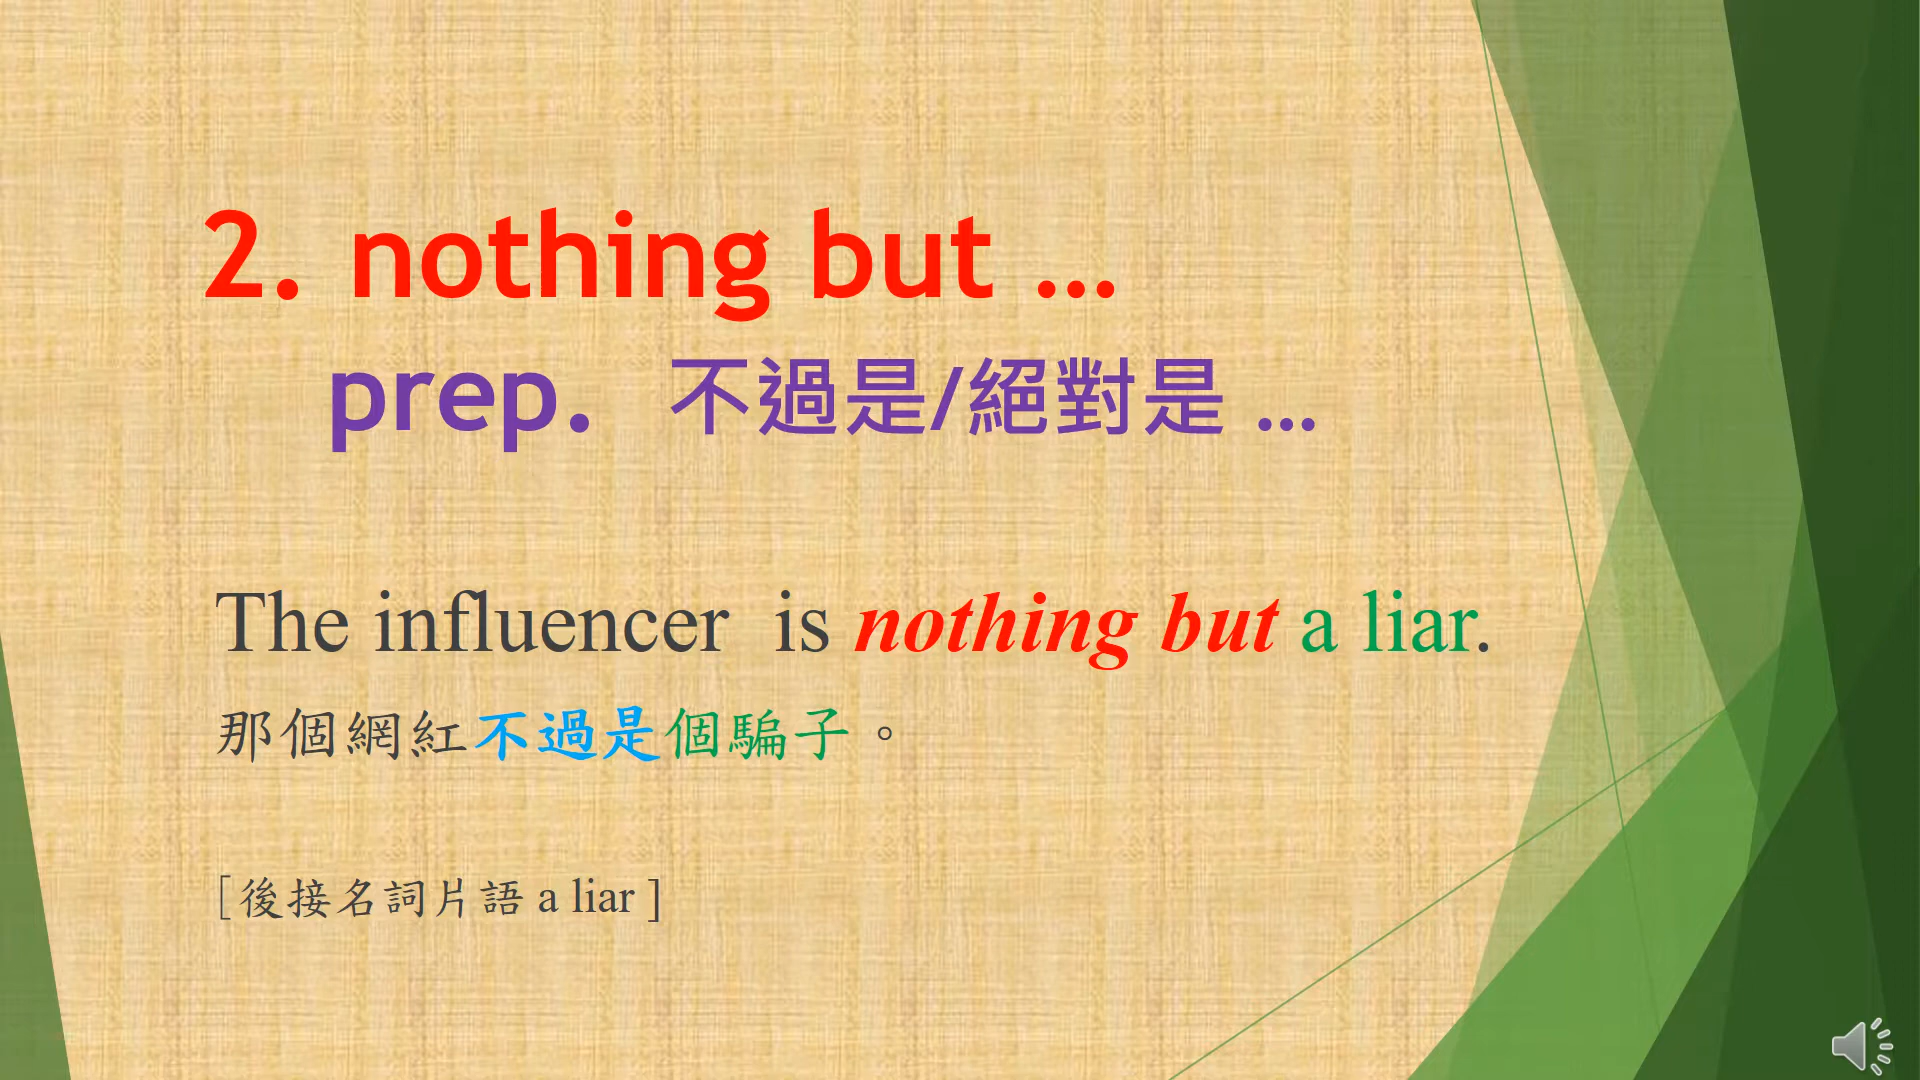 2. nothing but ...
prep. 不過是/絕對是 ...
The influencer is nothing but a liar.
那個網紅不過是個騙子。
[後接名詞片語 a liar ]